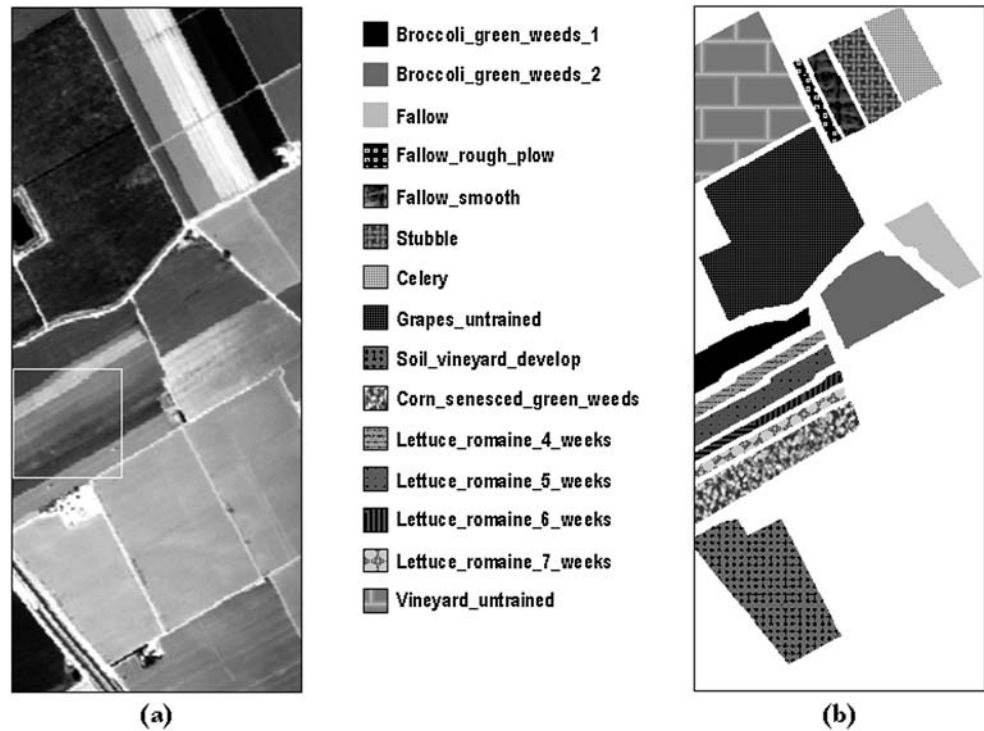 Broccoli_green_weeds_1
Broccoli_green_weeds_2
Fallow
Fallow_rough_plow
Fallow_smooth
Stubble
Celery
Grapes_untrained
Soil_vineyard_develop
Corn_senesced_green_weeds
Lettuce_romaine_4_weeks
Lettuce_romaine_5_weeks
Lettuce_romaine_6_weeks
Lettuce_romaine_7_weeks
Vineyard_untrained
(a)
(b)